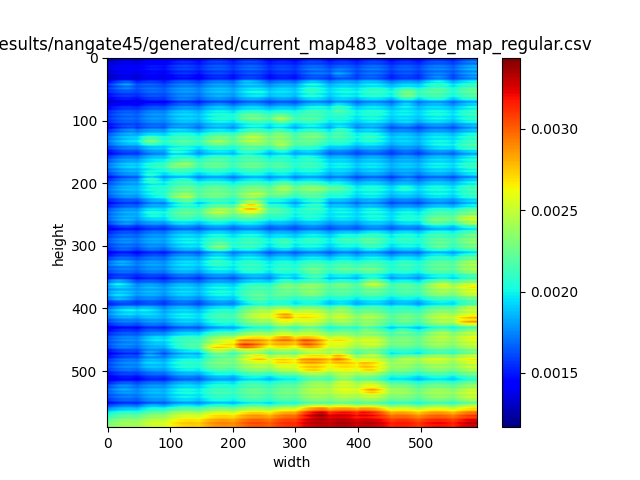 esults/nangate45/generated/current_map483_voltage_map_regular.csv
0
100
200
300
400
500
height
0 100 200 300 400 500
width
0.0030
0.0025
0.0020
0.0015